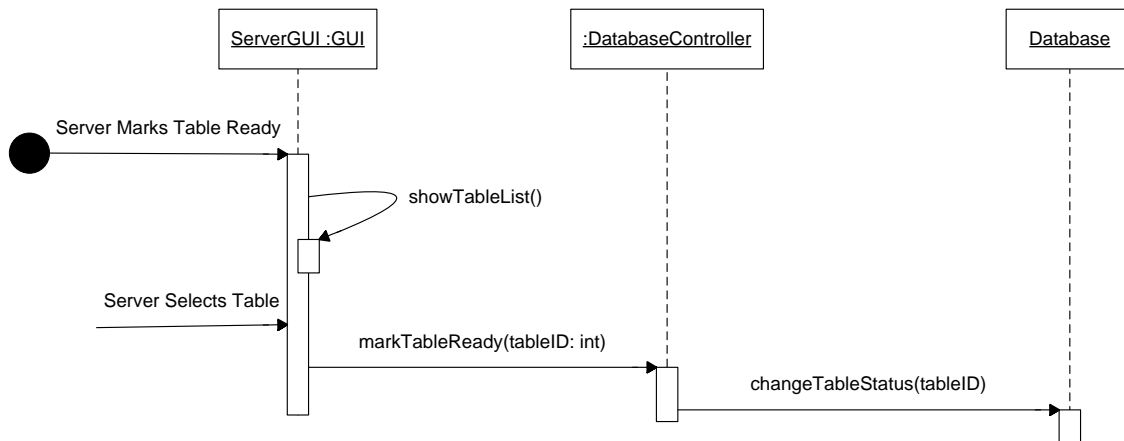 ServerGUI :GUI
:DatabaseController
Database
Server Marks Table Ready
showTableList()
Server Selects Table
markTableReady(tableID: int)
changeTableStatus(tableID)